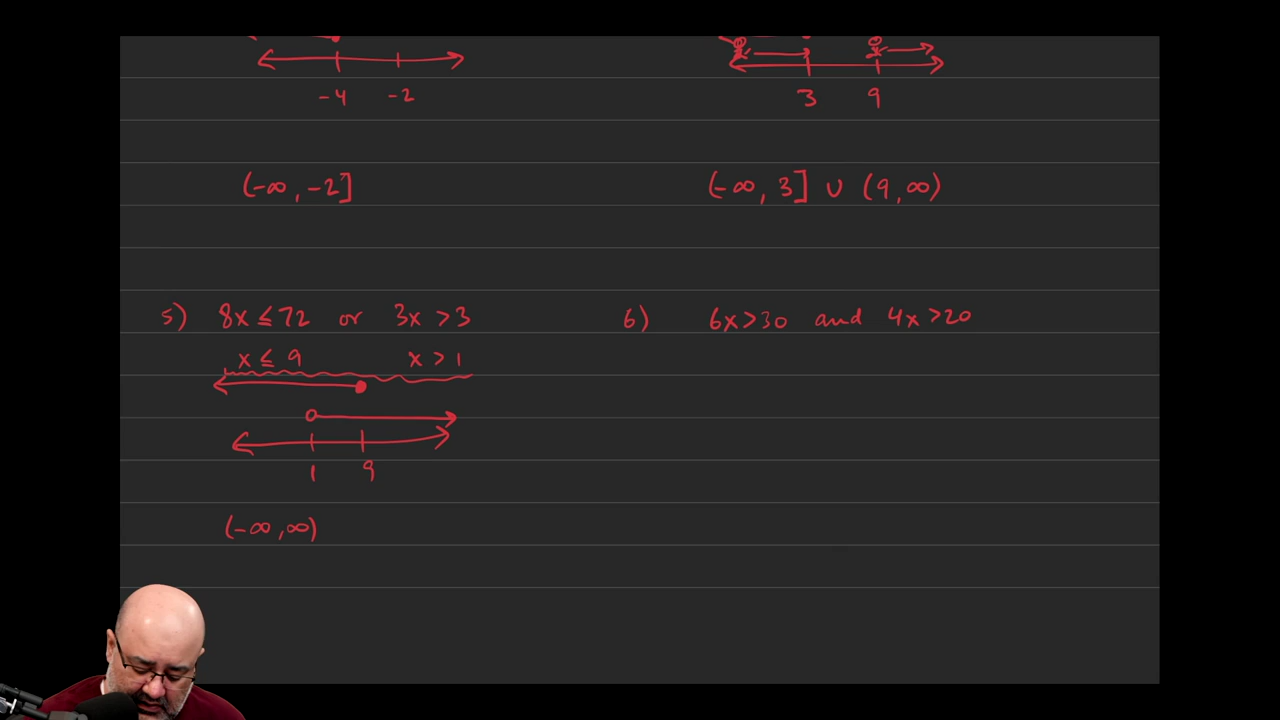 -4 -2
3 9
(-∞, -2]
(-∞, 3] ∪ (9, ∞)
5) 8x ≤ 72 or 3x > 3
x ≤ 9 x > 1
1 9
(-∞, ∞)
6) 6x > 30 and 4x > 20